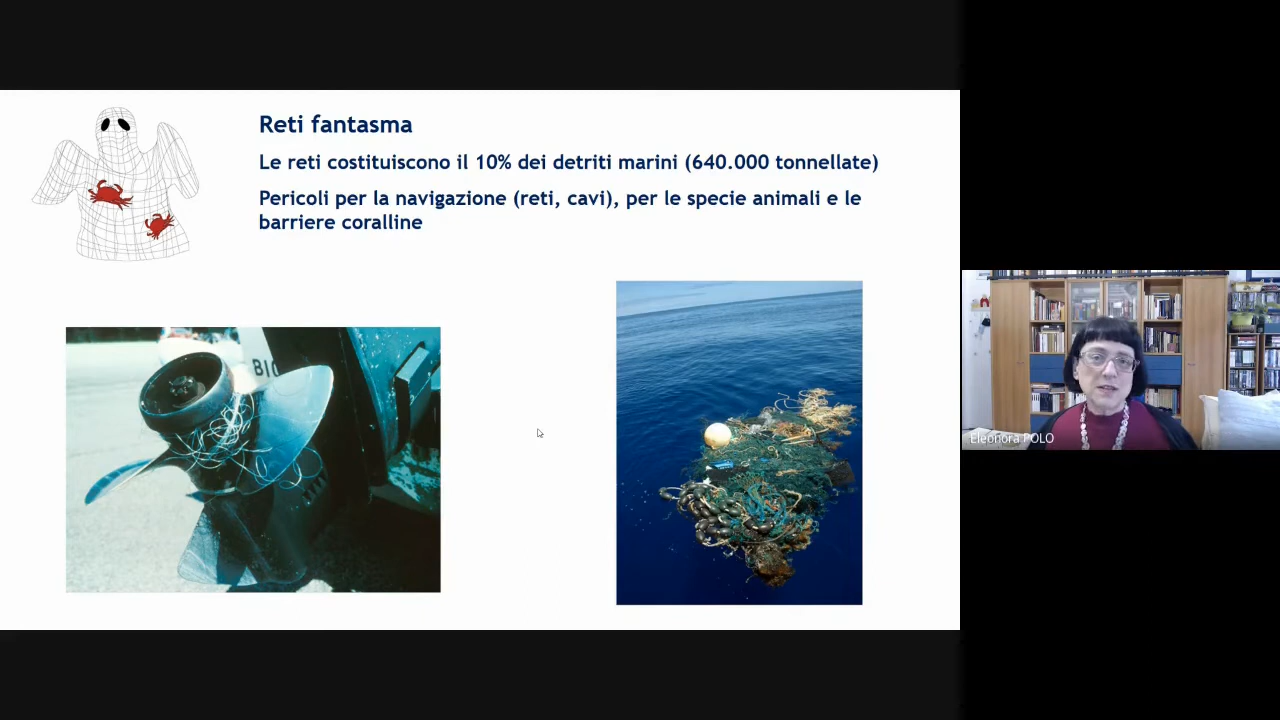 Reti fantasma
Le reti costituiscono il 10% dei detriti marini (640.000 tonnellate)
Pericoli per la navigazione (reti, cavi), per le specie animali e le
barriere coralline
Eleonora POLO